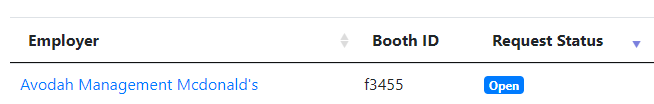 Employer Booth ID Request Status
Avodah Management Mcdonald's f3455 Open